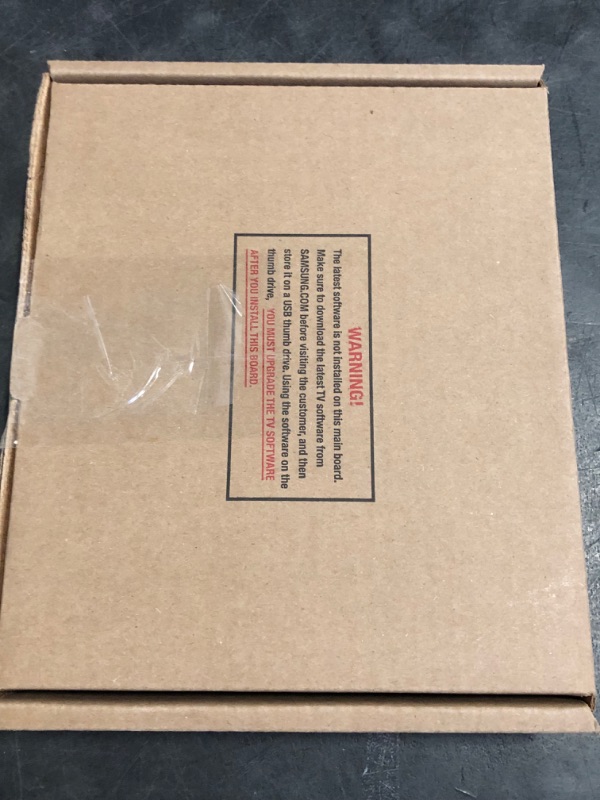 WARNING!
The latest software is not installed on this main board.
Make sure to download the latest TV software from
SAMSUNG.COM before visiting the customer, and then
store it on a USB thumb drive. Using the software on the
thumb drive, YOU MUST UPGRADE THE TV SOFTWARE
AFTER YOU INSTALL THIS BOARD.